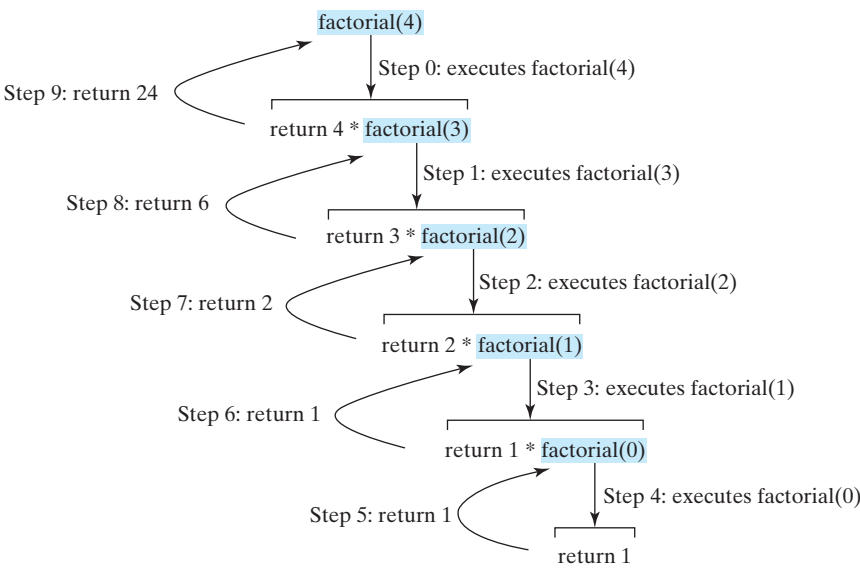 factorial(4)
Step 0: executes factorial(4)
Step 9: return 24
return 4 * factorial(3)
Step 1: executes factorial(3)
Step 8: return 6
return 3 * factorial(2)
Step 2: executes factorial(2)
Step 7: return 2
return 2 * factorial(1)
Step 3: executes factorial(1)
Step 6: return 1
return 1 * factorial(0)
Step 4: executes factorial(0)
Step 5: return 1
return 1